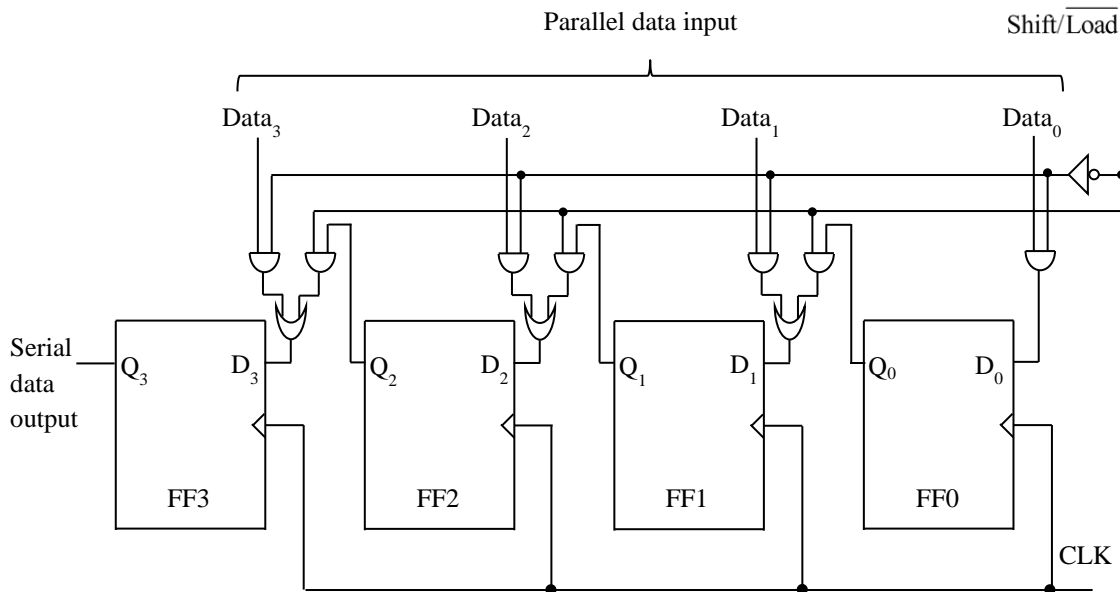 Parallel data input
Shift/L̅o̅a̅d̅
Data₃
Data₂
Data₁
Data₀
Serial
data
output
Q₃
D₃
Q₂
D₂
Q₁
D₁
Q₀
D₀
FF3
FF2
FF1
FF0
CLK